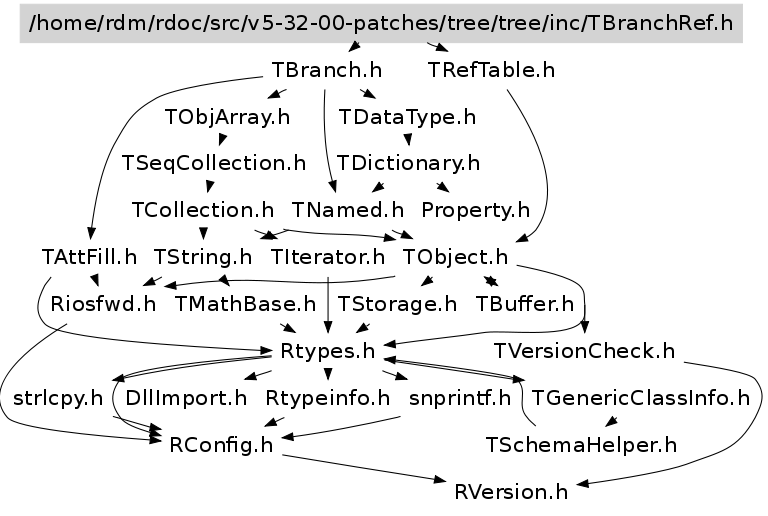 /home/rdm/rdoc/src/v5-32-00-patches/tree/tree/inc/TBranchRef.h
TBranch.h TRefTable.h
TObjArray.h TDataType.h
TSeqCollection.h TDictionary.h
TCollection.h TNamed.h Property.h
TAttFill.h TString.h TIterator.h TObject.h
Riosfwd.h TMathBase.h TStorage.h TBuffer.h
Rtypes.h TVersionCheck.h
strlcpy.h DllImport.h Rtypeinfo.h snprintf.h TGenericClassInfo.h
RConfig.h TSchemaHelper.h
RVersion.h